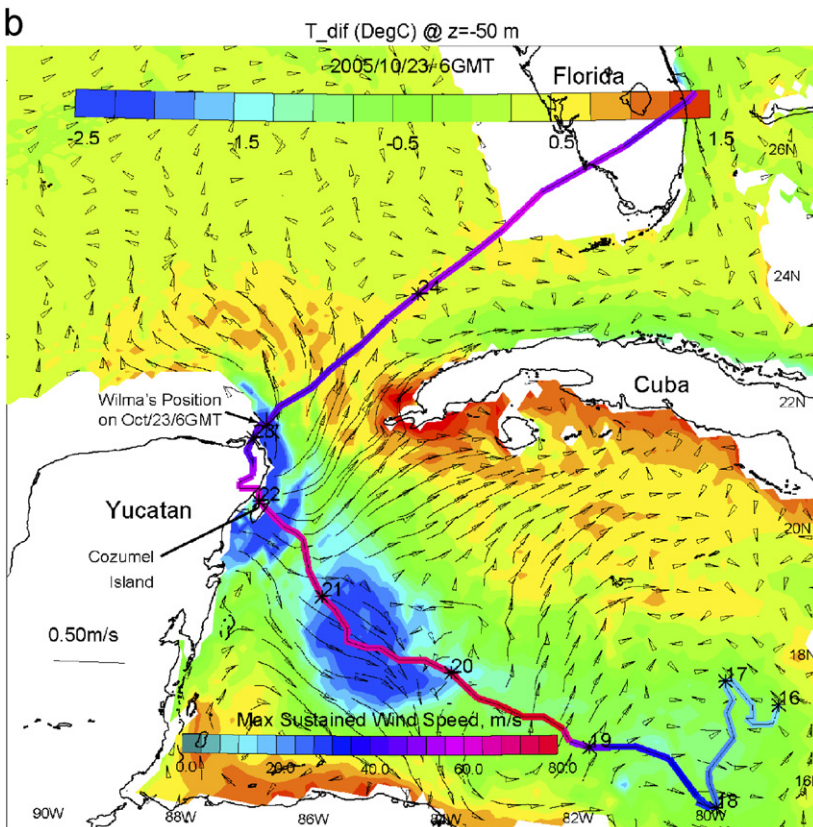 b
T_dif (DegC) @ z=-50 m
2005/10/23/ 6GMT
Florida
-2.5 -1.5 -0.5 0.5 1.5
26N
24N
24
Cuba
22N
Wilma's Position
on Oct/23/6GMT
22
Yucatan
20N
Cozumel
Island
21
0.50m/s
18N
20
17
16
Max Sustained Wind Speed, m/s
19
0.0 20.0 40.0 60.0 80.0
16N
18
90W 88W 86W 84W 82W 80W